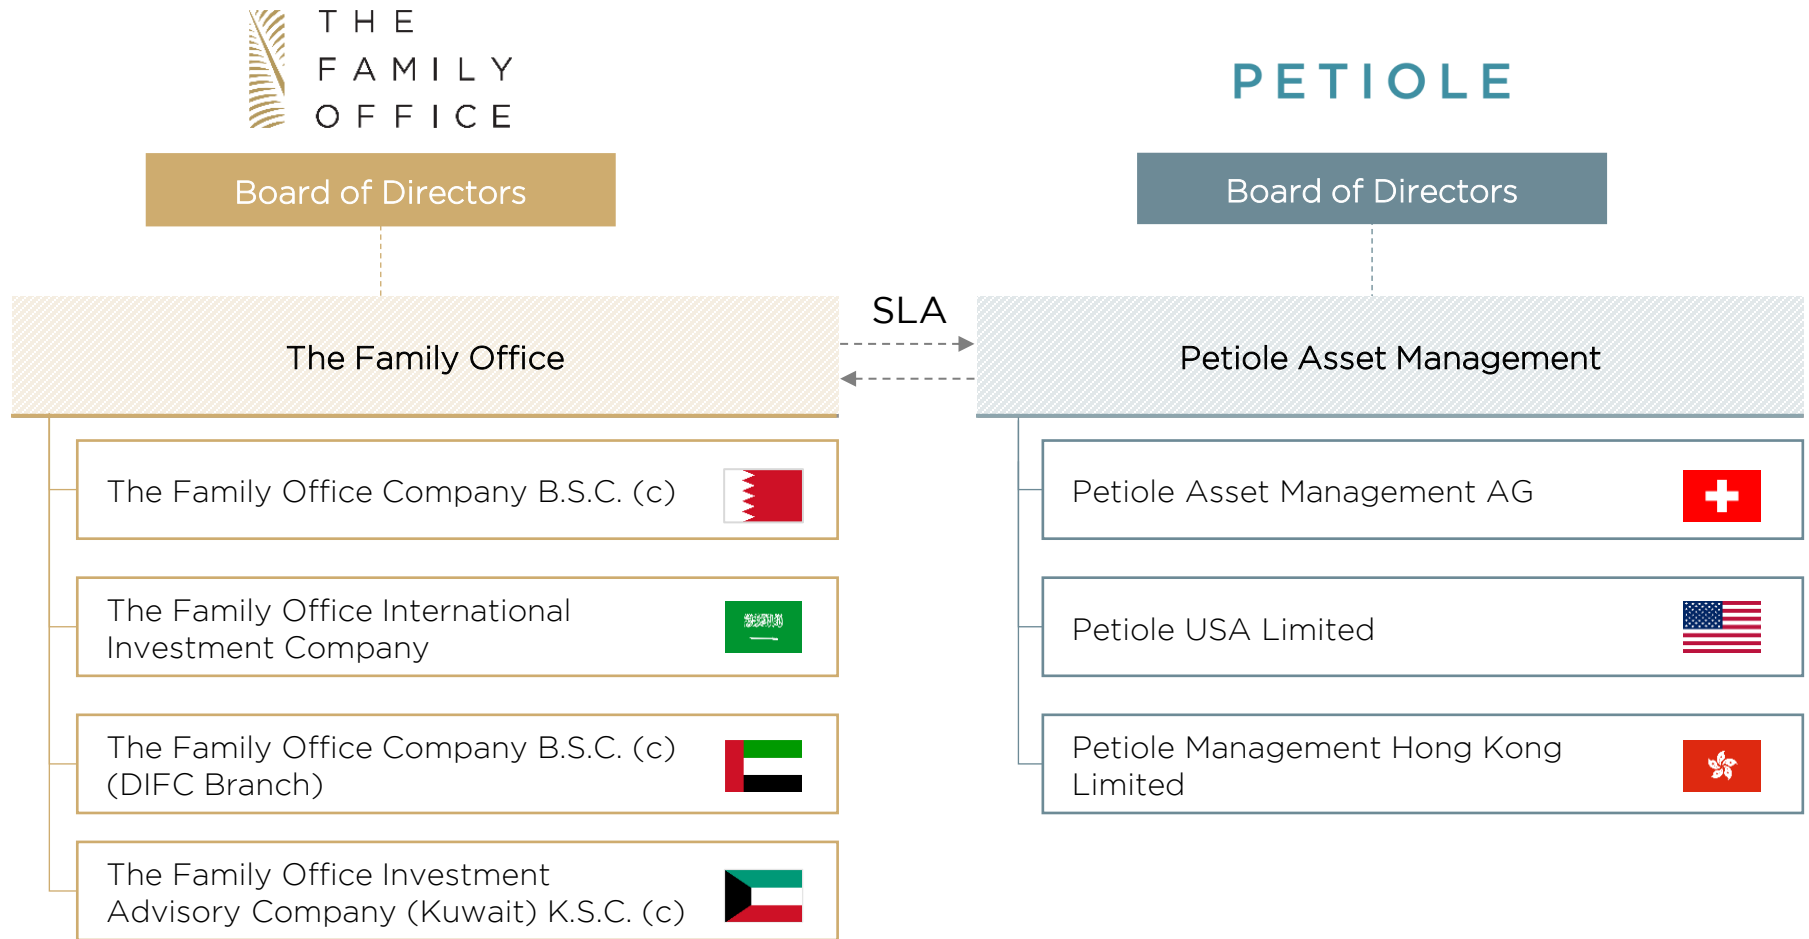 THE
FAMILY
OFFICE
PETIOLE
Board of Directors
Board of Directors
SLA
The Family Office
Petiole Asset Management
The Family Office Company B.S.C. (c)
The Family Office International
Investment Company
The Family Office Company B.S.C. (c)
(DIFC Branch)
The Family Office Investment
Advisory Company (Kuwait) K.S.C. (c)
Petiole Asset Management AG
Petiole USA Limited
Petiole Management Hong Kong
Limited